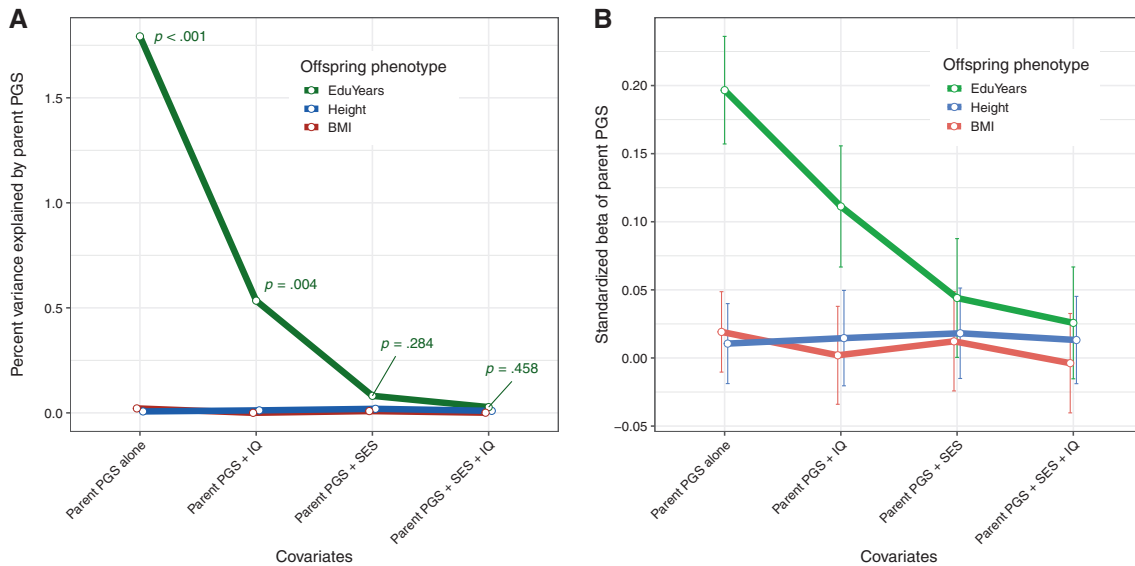 A
Percent variance explained by parent PGS
1.5
1.0
0.5
0.0
p < .001
p = .004
p = .284
p = .458
Offspring phenotype
EduYears
Height
BMI
Parent PGS alone
Parent PGS + IQ
Parent PGS + SES
Parent PGS + SES + IQ
Covariates
B
Standardized beta of parent PGS
0.20
0.15
0.10
0.05
0.00
−0.05
Offspring phenotype
EduYears
Height
BMI
Parent PGS alone
Parent PGS + IQ
Parent PGS + SES
Parent PGS + SES + IQ
Covariates